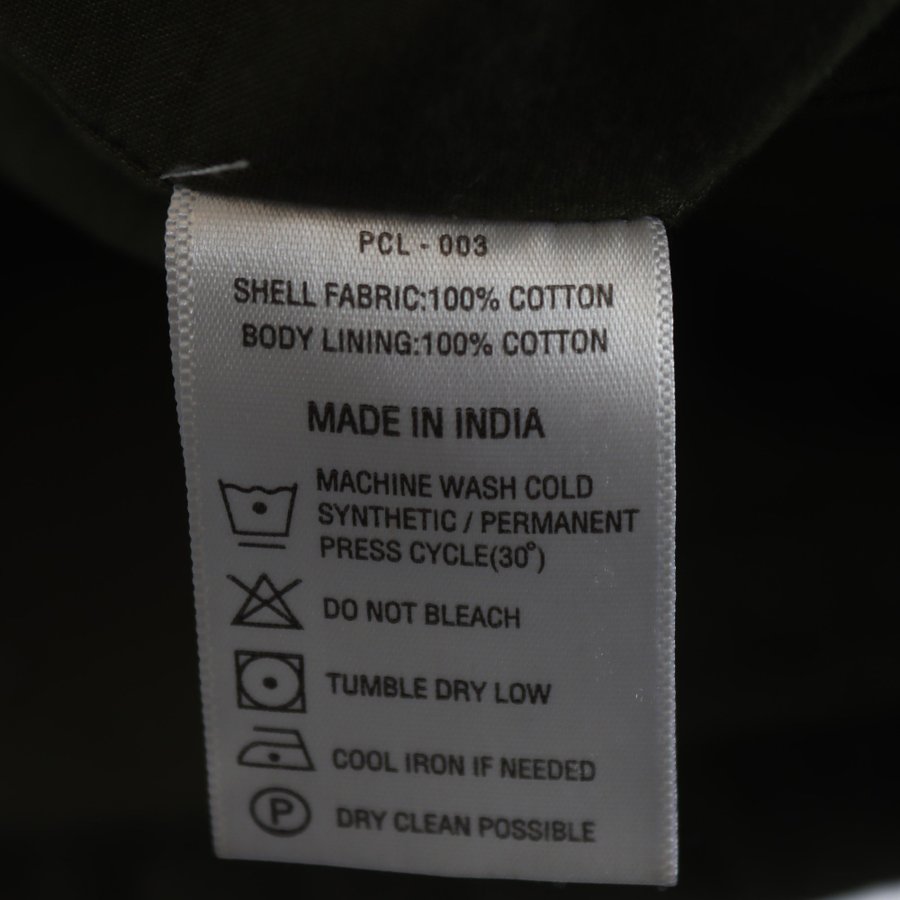 PCL - 003
SHELL FABRIC:100% COTTON
BODY LINING:100% COTTON
MADE IN INDIA
MACHINE WASH COLD
SYNTHETIC / PERMANENT
PRESS CYCLE(30°)
DO NOT BLEACH
TUMBLE DRY LOW
COOL IRON IF NEEDED
P DRY CLEAN POSSIBLE